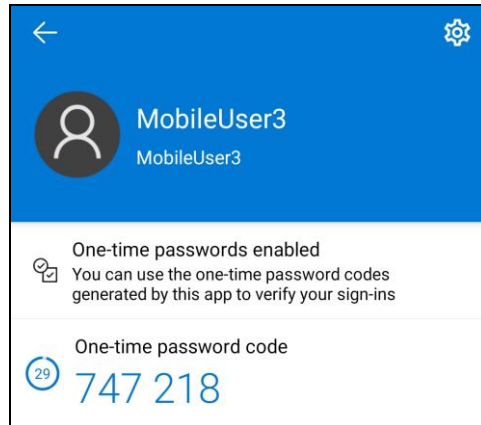 MobileUser3
MobileUser3
One-time passwords enabled
You can use the one-time password codes
generated by this app to verify your sign-ins
One-time password code
29
747 218